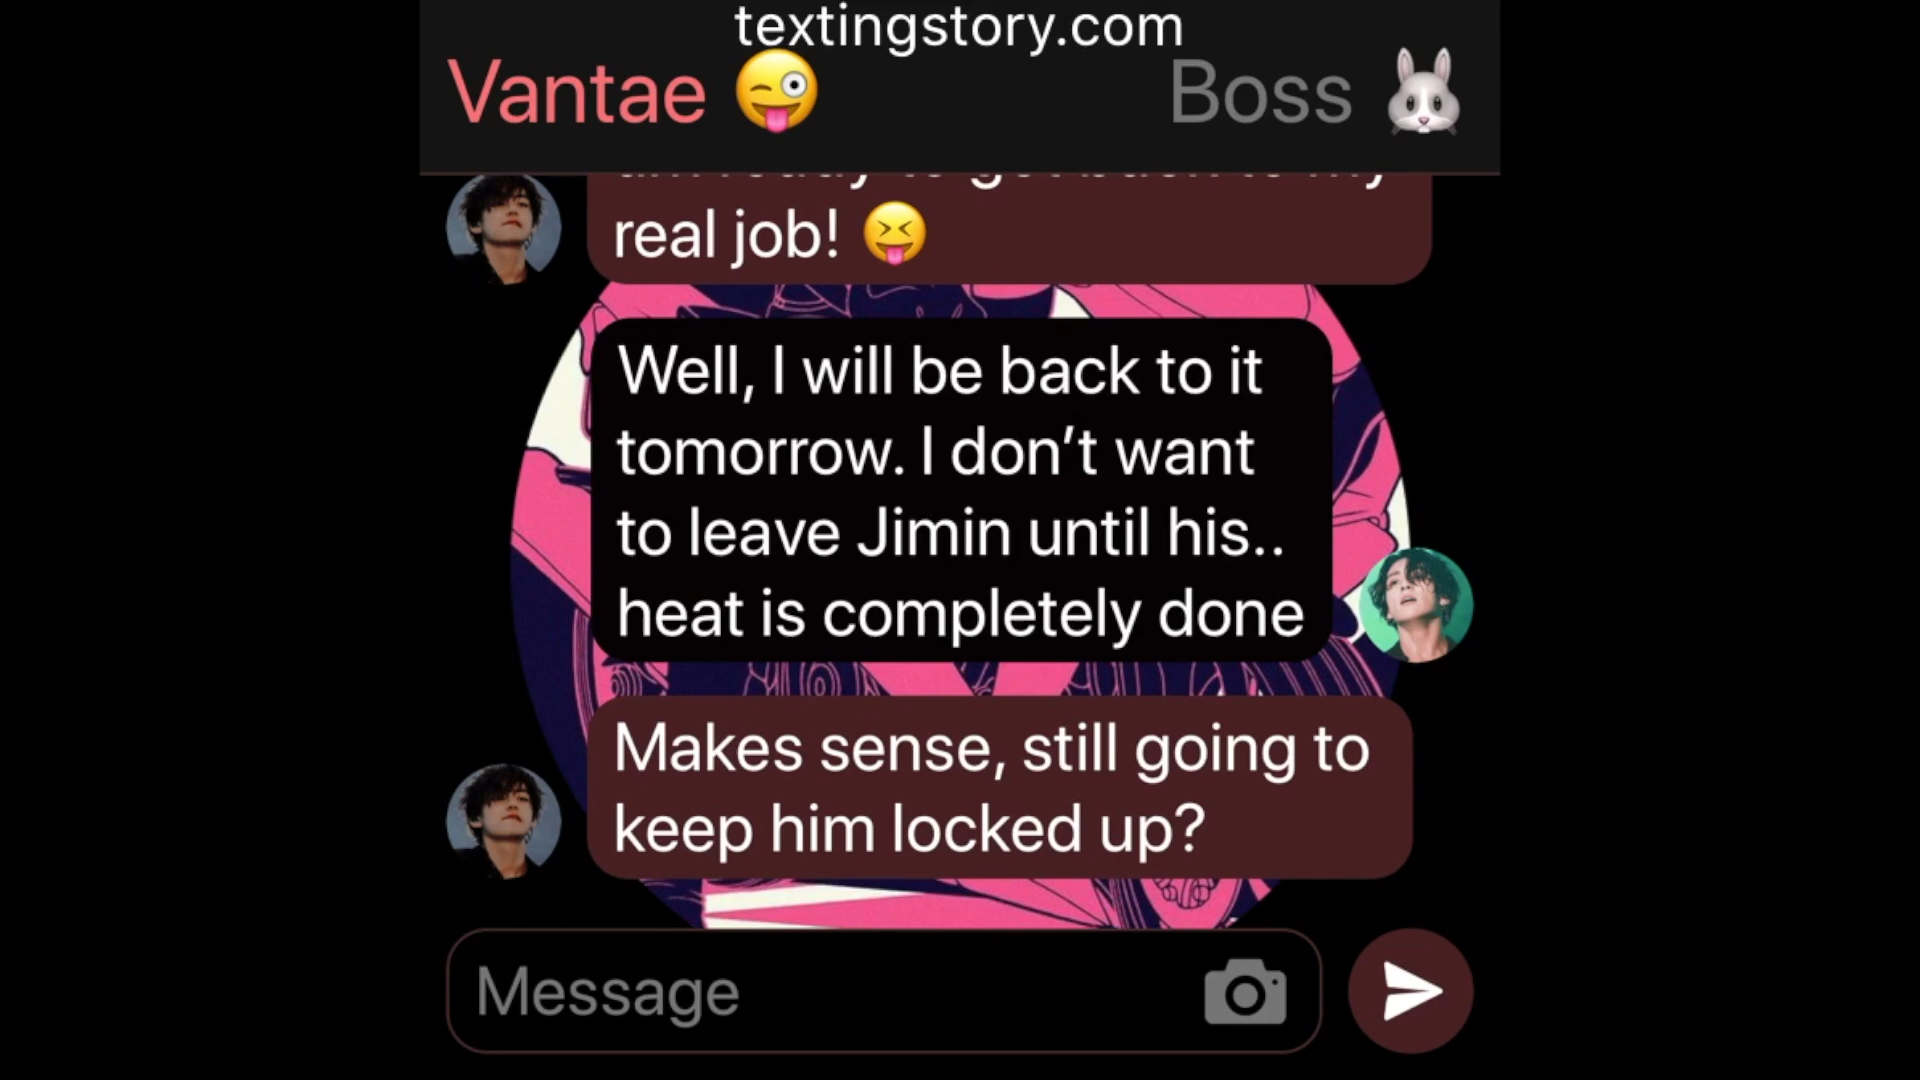 textingstory.com
Vantae 😜 Boss 🐰
real job! 😝
Well, I will be back to it
tomorrow. I don’t want
to leave Jimin until his..
heat is completely done
Makes sense, still going to
keep him locked up?
Message